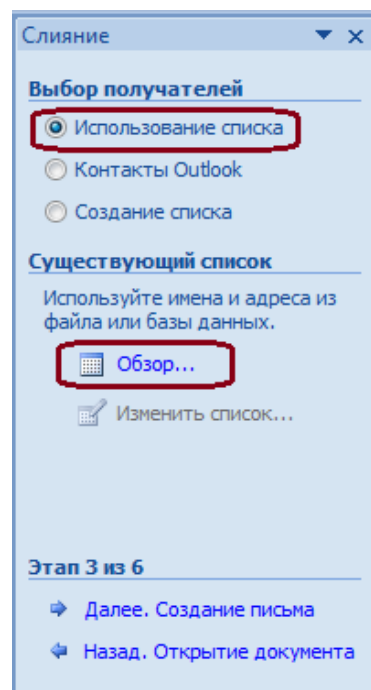 Слияние
Выбор получателей
Использование списка
Контакты Outlook
Создание списка
Существующий список
Используйте имена и адреса из
файла или базы данных.
Обзор...
Изменить список...
Этап 3 из 6
Далее. Создание письма
Назад. Открытие документа